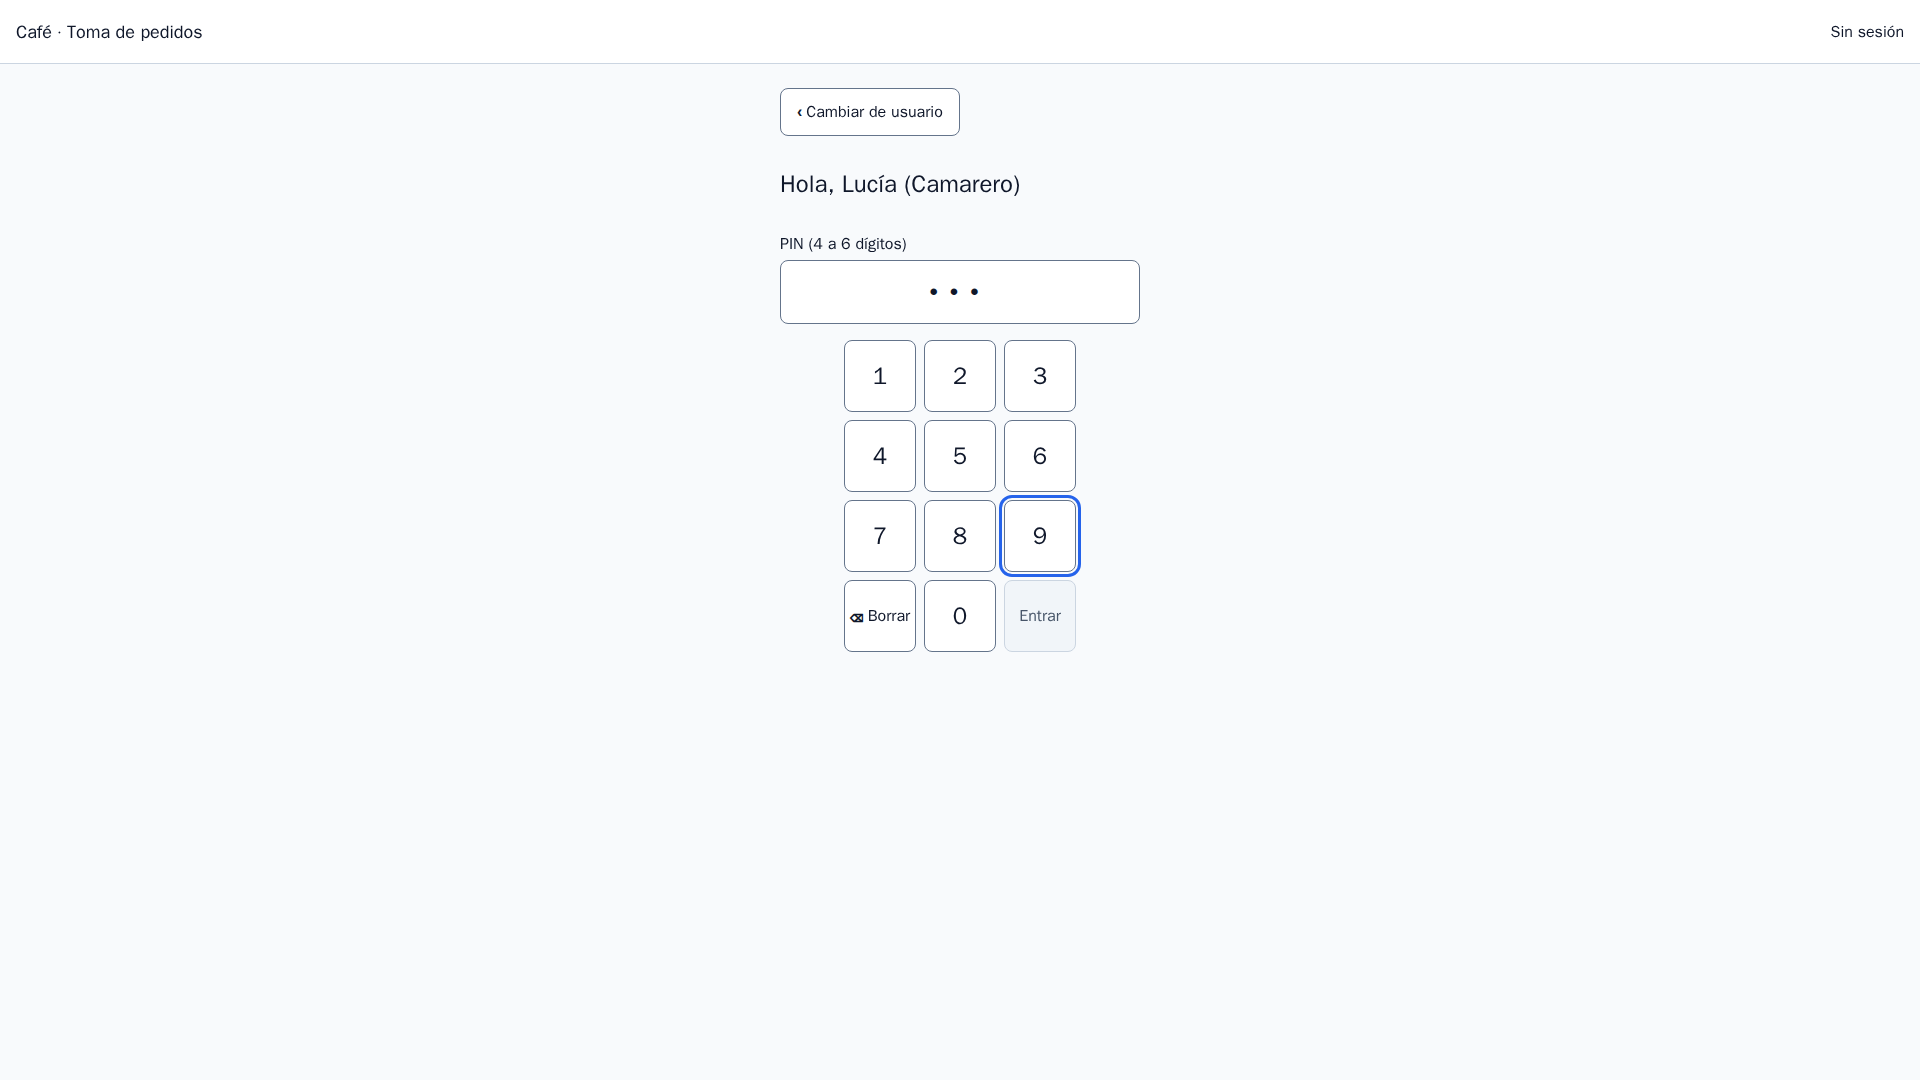 Café · Toma de pedidos
Sin sesión
‹ Cambiar de usuario
Hola, Lucía (Camarero)
PIN (4 a 6 dígitos)
•••
1 2 3
4 5 6
7 8 9
⌫ Borrar 0 Entrar